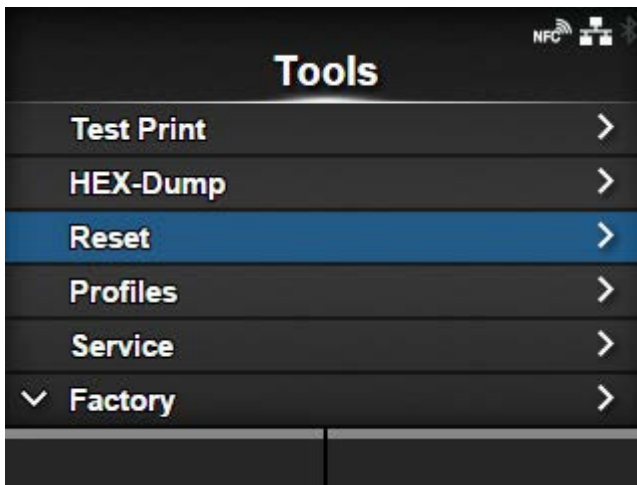 NFC
Tools
Test Print
HEX-Dump
Reset
Profiles
Service
Factory